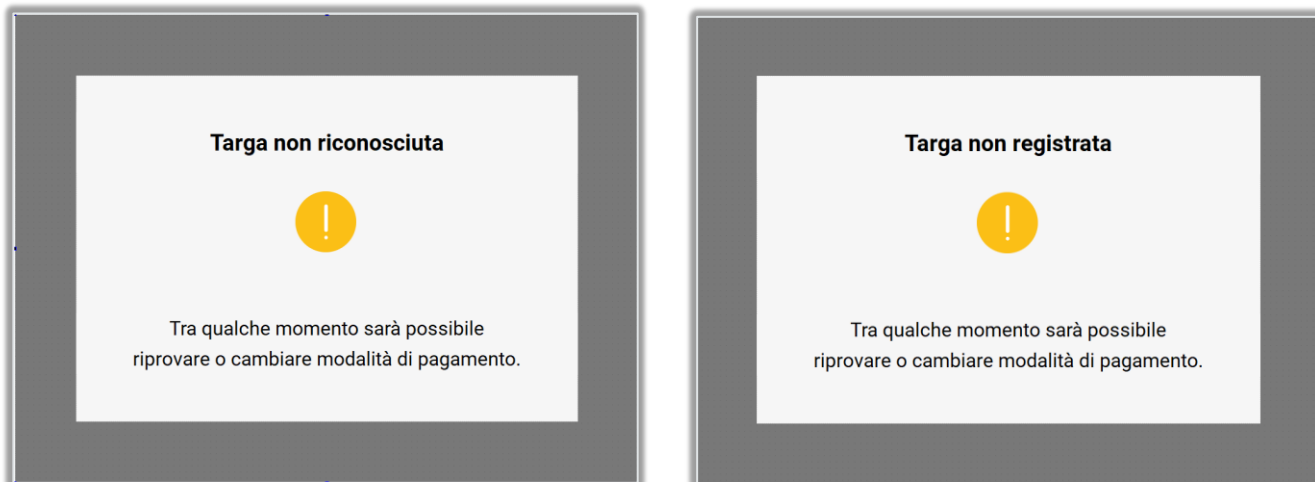 Targa non riconosciuta
Tra qualche momento sarà possibile
riprovare o cambiare modalità di pagamento.
Targa non registrata
Tra qualche momento sarà possibile
riprovare o cambiare modalità di pagamento.